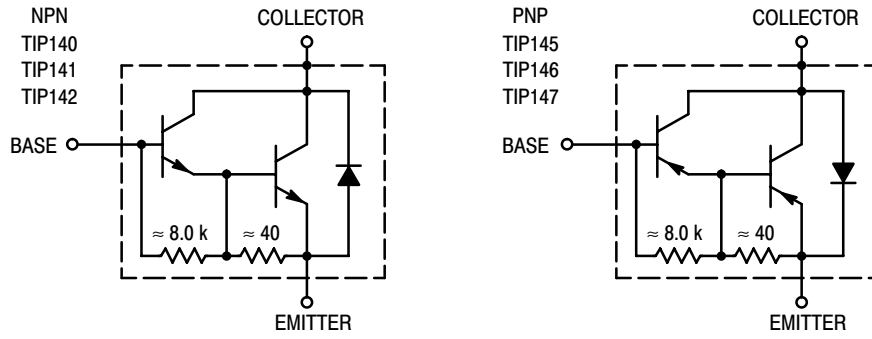 NPN
TIP140
TIP141
TIP142
COLLECTOR
BASE
≈ 8.0 k
≈ 40
EMITTER
PNP
TIP145
TIP146
TIP147
COLLECTOR
BASE
≈ 8.0 k
≈ 40
EMITTER